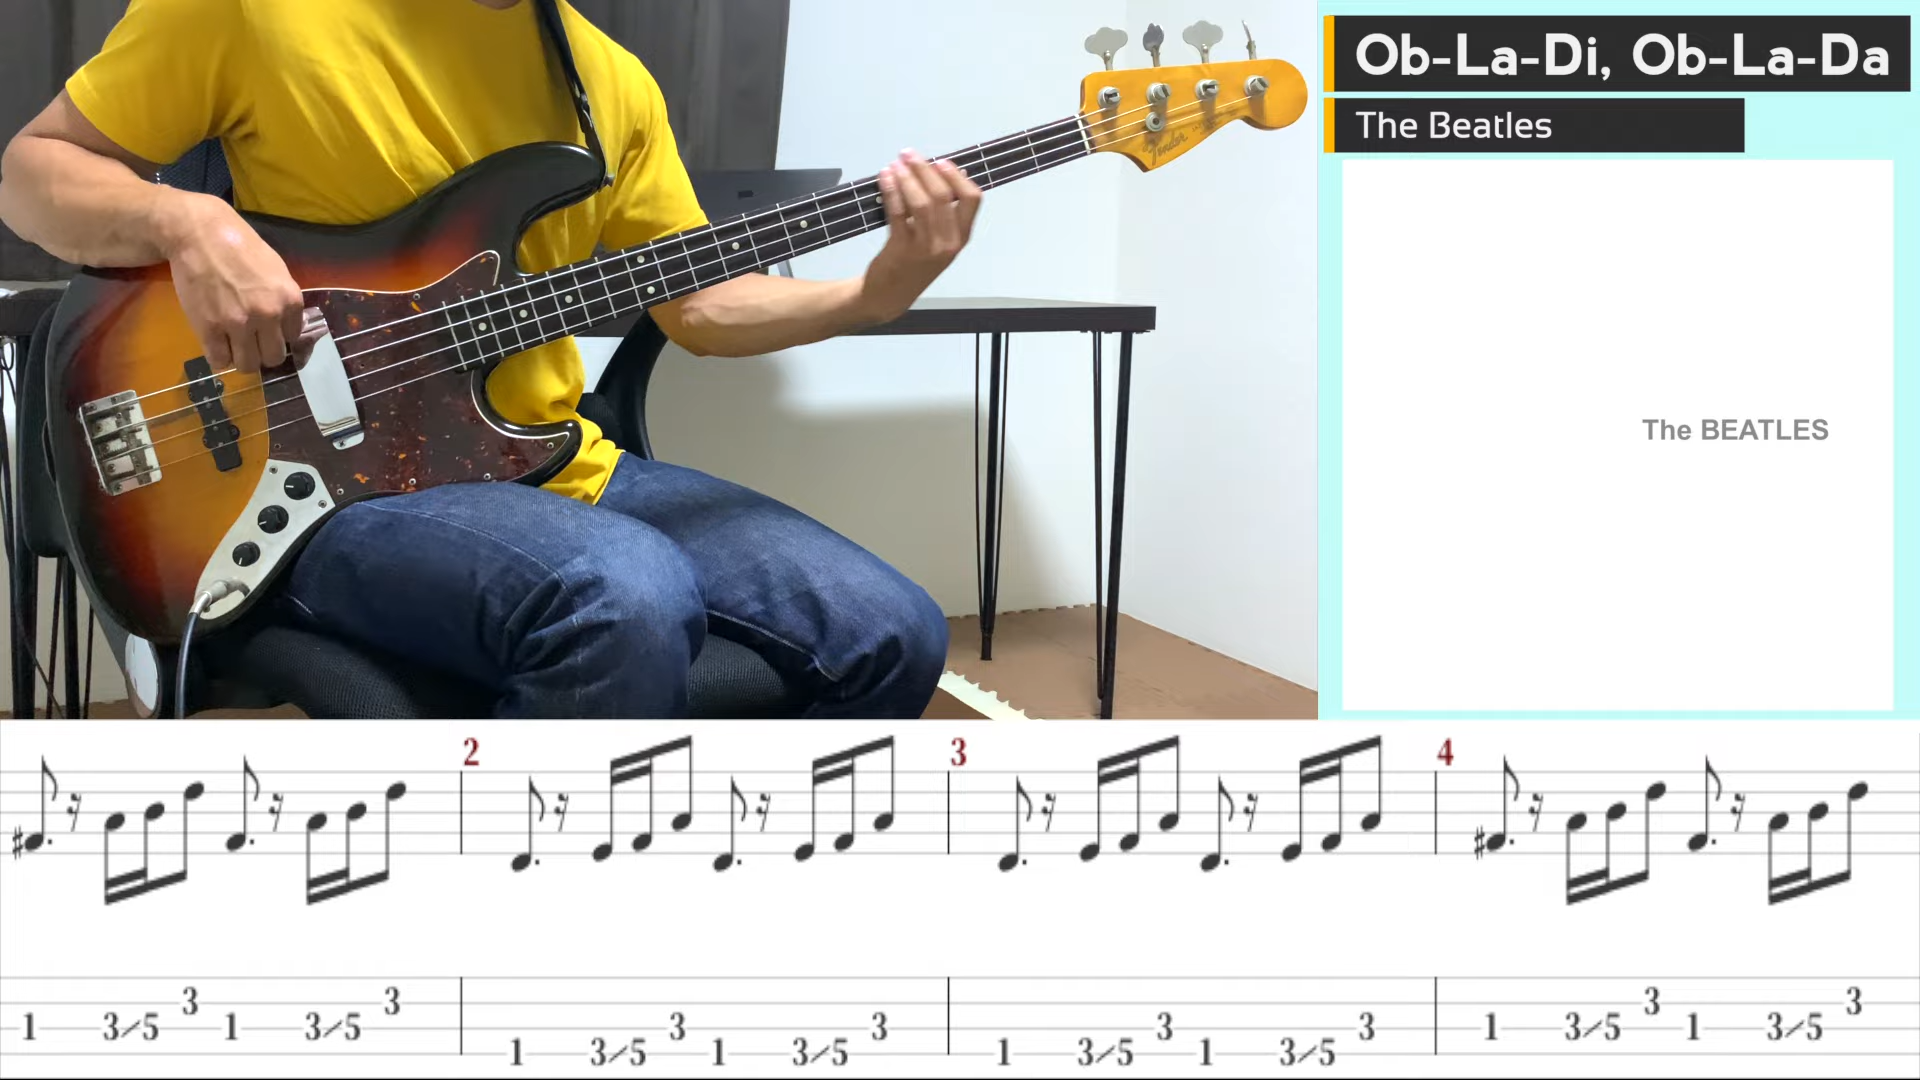 Ob-La-Di, Ob-La-Da
The Beatles
Fender
The BEATLES
2 3 4
3 3 3 3
1 3/5 1 3/5 3 3 3 3 1 3/5 1 3/5
1 3/5 1 3/5 1 3/5 1 3/5